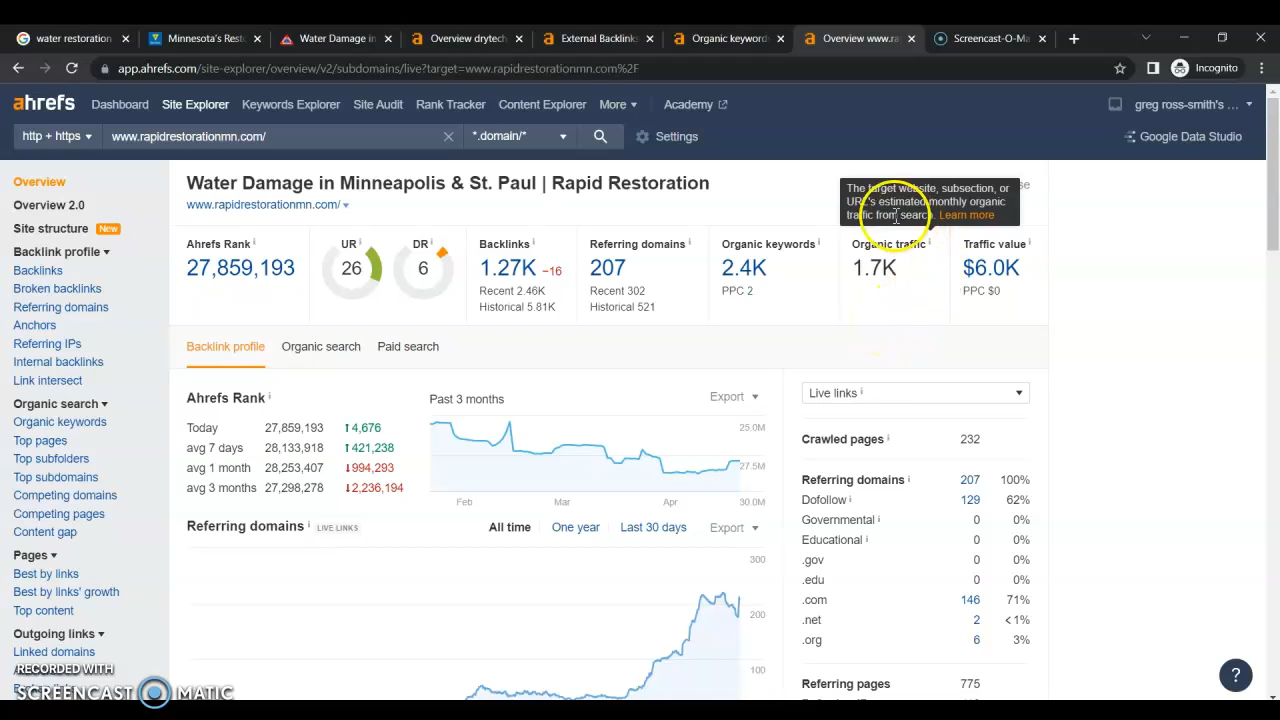 water restoration
Minnesota's Rest
Water Damage in
Overview drytech
External Backlinks
Organic keywords
Overview www.ra
Screencast-O-Ma
app.ahrefs.com/site-explorer/overview/v2/subdomains/live?target=www.rapidrestorationmn.com%2F
Incognito
ahrefs
Dashboard
Site Explorer
Keywords Explorer
Site Audit
Rank Tracker
Content Explorer
More
Academy
greg ross-smith's ...
http + https
www.rapidrestorationmn.com/
*.domain/*
Settings
Google Data Studio
Overview
Overview 2.0
Site structure New
Backlink profile
Backlinks
Broken backlinks
Referring domains
Anchors
Referring IPs
Internal backlinks
Link intersect
Organic search
Organic keywords
Top pages
Top subfolders
Top subdomains
Competing domains
Competing pages
Content gap
Pages
Best by links
Best by links' growth
Top content
Outgoing links
Linked domains
RECORDED WITH
SCREENCAST MATIC
Water Damage in Minneapolis & St. Paul | Rapid Restoration
www.rapidrestorationmn.com/
The target website, subsection, or
URL's estimated monthly organic
traffic from search. Learn more
Ahrefs Rank
27,859,193
UR
26
DR
6
Backlinks
1.27K -16
Recent 2.46K
Historical 5.81K
Referring domains
207
Recent 302
Historical 521
Organic keywords
2.4K
PPC 2
Organic traffic
1.7K
Traffic value
$6.0K
PPC $0
Backlink profile
Organic search
Paid search
Ahrefs Rank
Today 27,859,193 ↑4,676
avg 7 days 28,133,918 ↑421,238
avg 1 month 28,253,407 ↓994,293
avg 3 months 27,298,278 ↓2,236,194
Past 3 months
Export
25.0M
27.5M
30.0M
Feb Mar Apr
Referring domains LIVE LINKS
All time
One year
Last 30 days
Export
300
200
100
Live links
Crawled pages 232
Referring domains 207 100%
Dofollow 129 62%
Governmental 0 0%
Educational 0 0%
.gov 0 0%
.edu 0 0%
.com 146 71%
.net 2 <1%
.org 6 3%
Referring pages 775
?